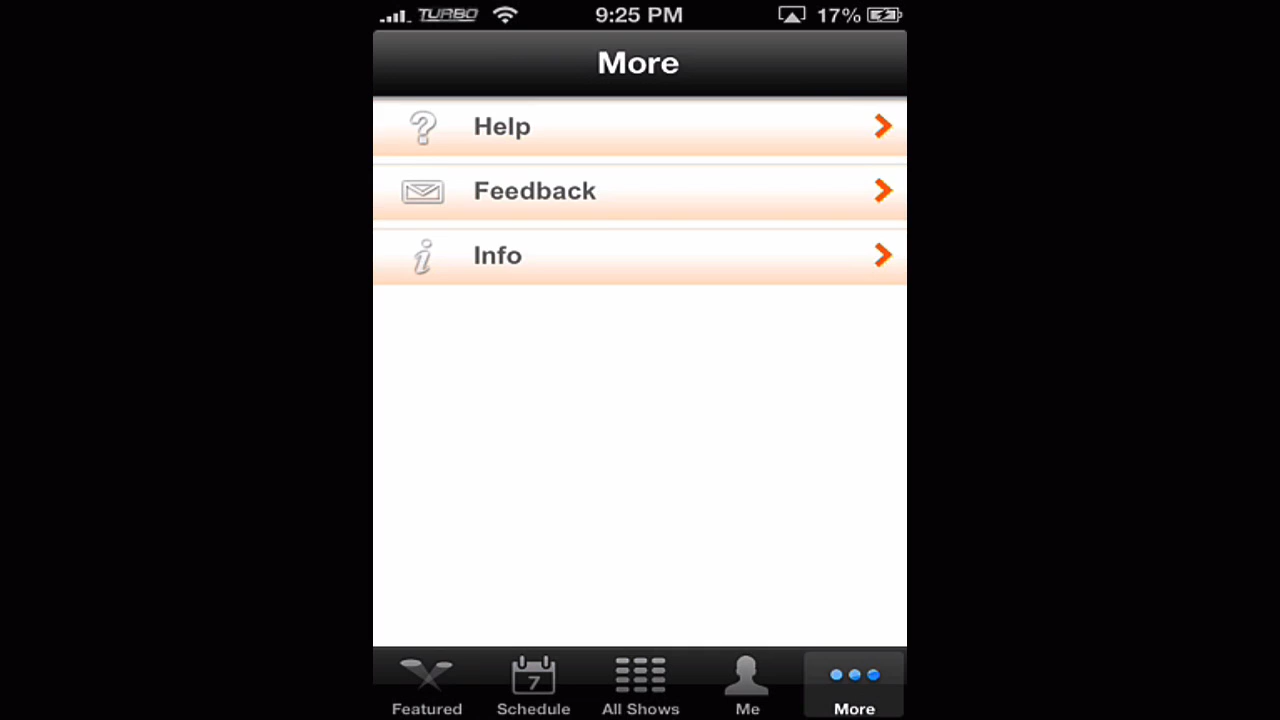 TURBO 9:25 PM 17%
More
Help
Feedback
Info
7
Featured Schedule All Shows Me More